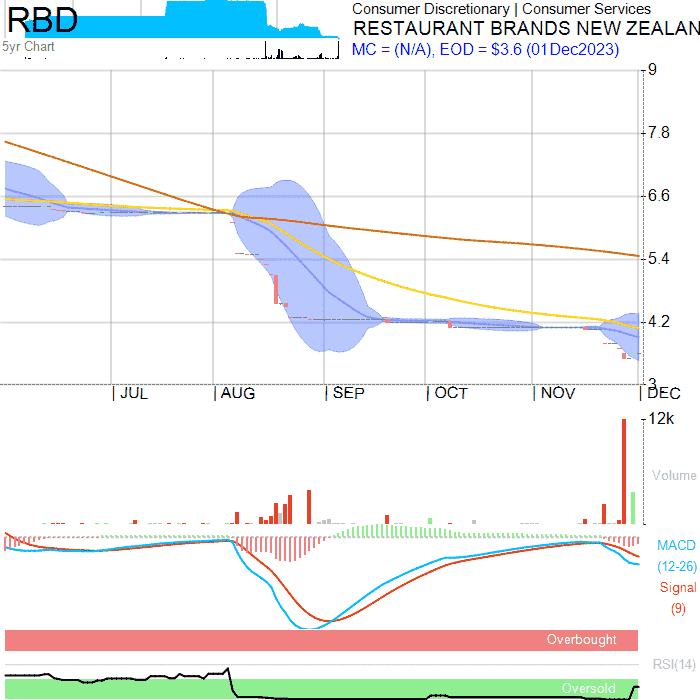 RBD
Consumer Discretionary | Consumer Services
RESTAURANT BRANDS NEW ZEALAN
5yr Chart
MC = (N/A), EOD = $3.6 (01Dec2023)
9
7.8
6.6
5.4
4.2
3
JUL
AUG
SEP
OCT
NOV
DEC
12k
Volume
MACD
(12-26)
Signal
(9)
Overbought
RSI(14)
Oversold